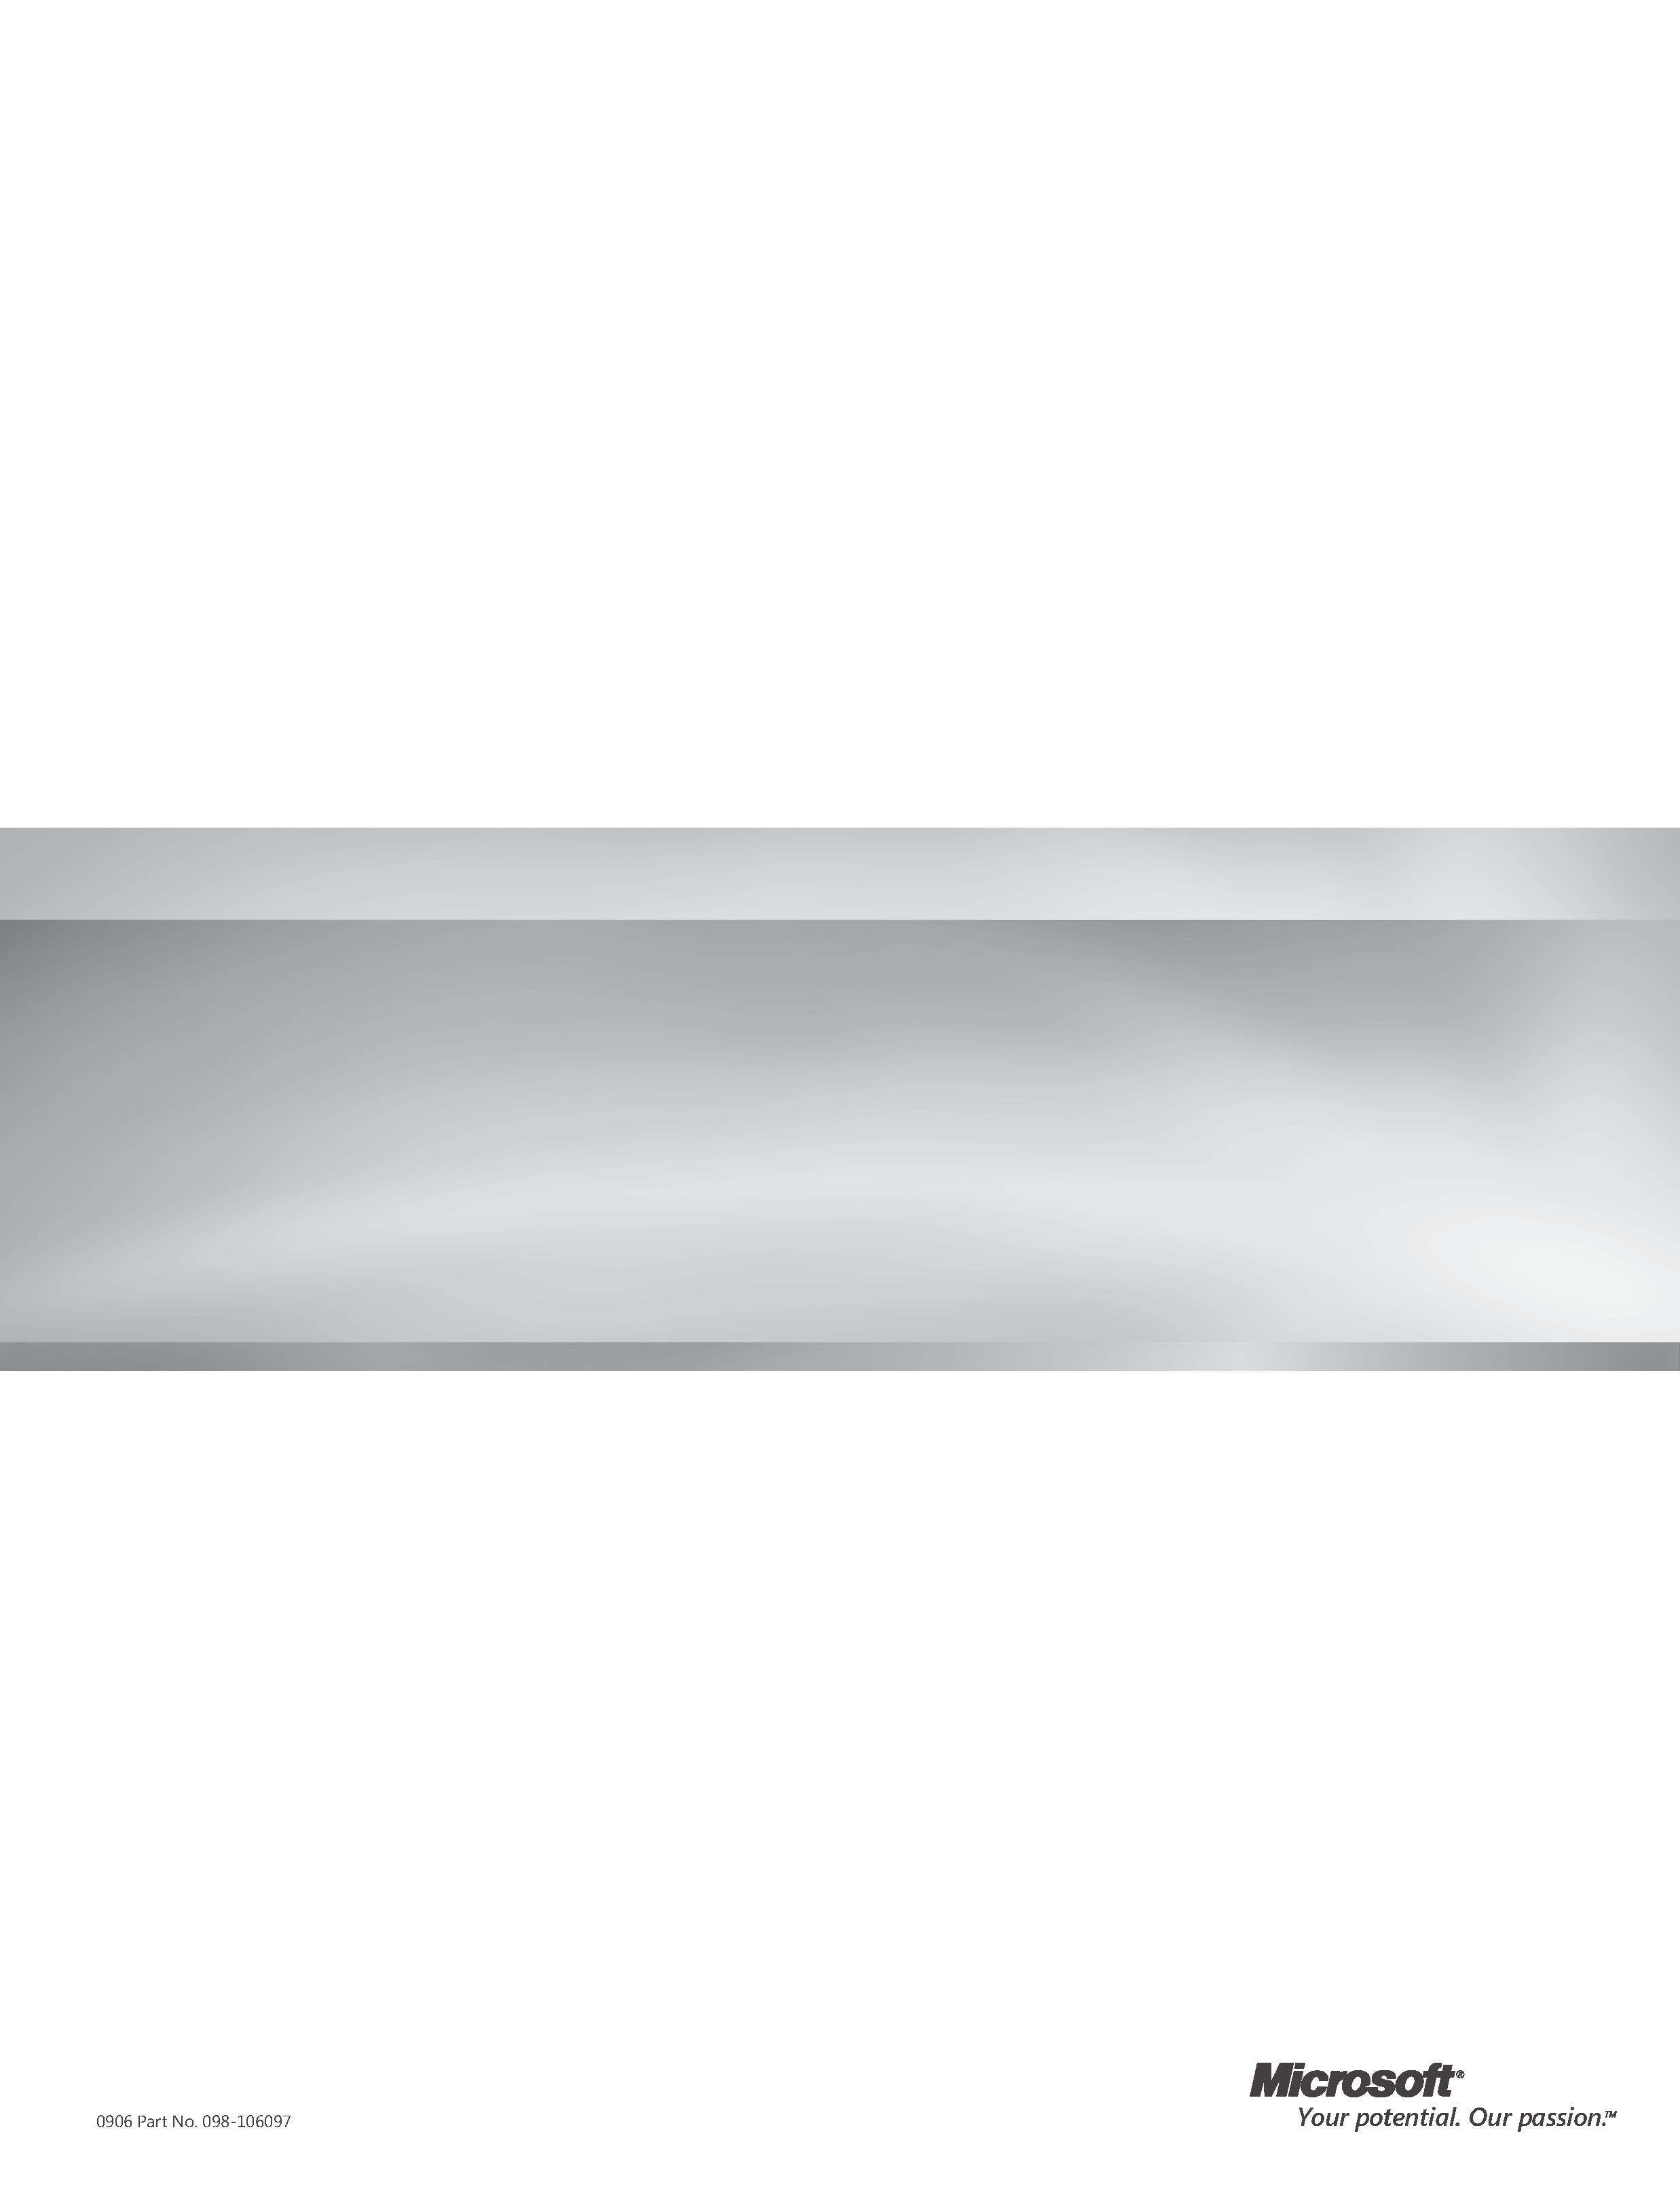 Microsoft®
Your potential. Our passion.™
0906 Part No. 098-106097